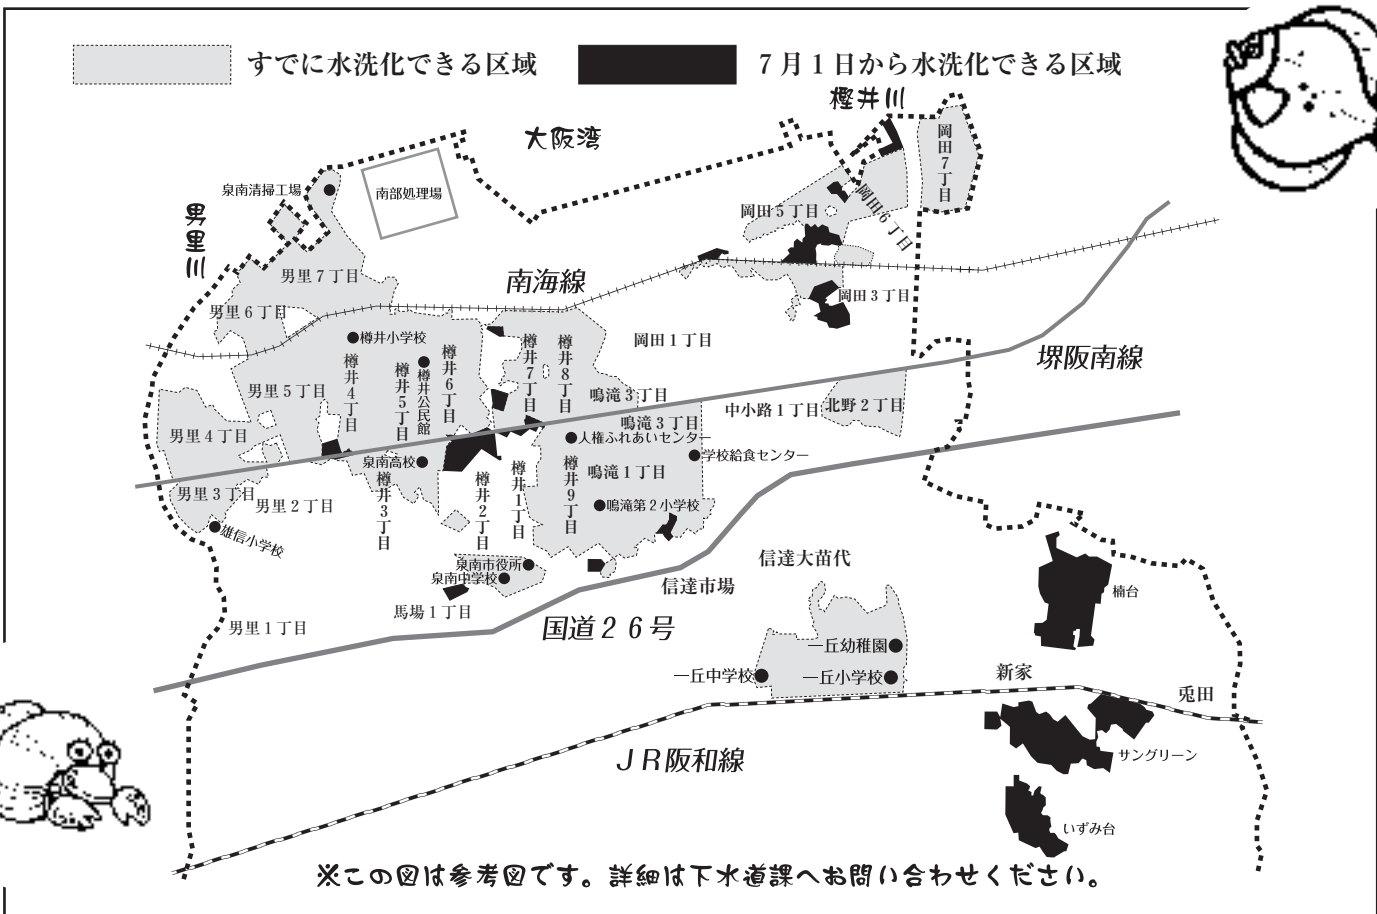 すでに水洗化できる区域
７月１日から水洗化できる区域
樫井川
大阪湾
岡田７丁目
泉南清掃工場
南部処理場
男里川
岡田５丁目
岡田６丁目
男里７丁目
南海線
岡田３丁目
男里６丁目
樽井小学校
岡田１丁目
堺阪南線
樽井４丁目
樽井５丁目
樽井公民館
樽井６丁目
樽井７丁目
樽井８丁目
男里５丁目
鳴滝３丁目
中小路１丁目
北野２丁目
鳴滝３丁目
男里４丁目
人権ふれあいセンター
学校給食センター
泉南高校
樽井３丁目
樽井２丁目
樽井１丁目
樽井９丁目
鳴滝１丁目
男里３丁目
男里２丁目
鳴滝第２小学校
雄信小学校
泉南市役所
泉南中学校
信達大苗代
信達市場
馬場１丁目
男里１丁目
国道２６号
楠台
一丘幼稚園
一丘中学校
一丘小学校
新家
兎田
ＪＲ阪和線
サングリーン
いずみ台
※この図は参考図です。詳細は下水道課へお問い合わせください。